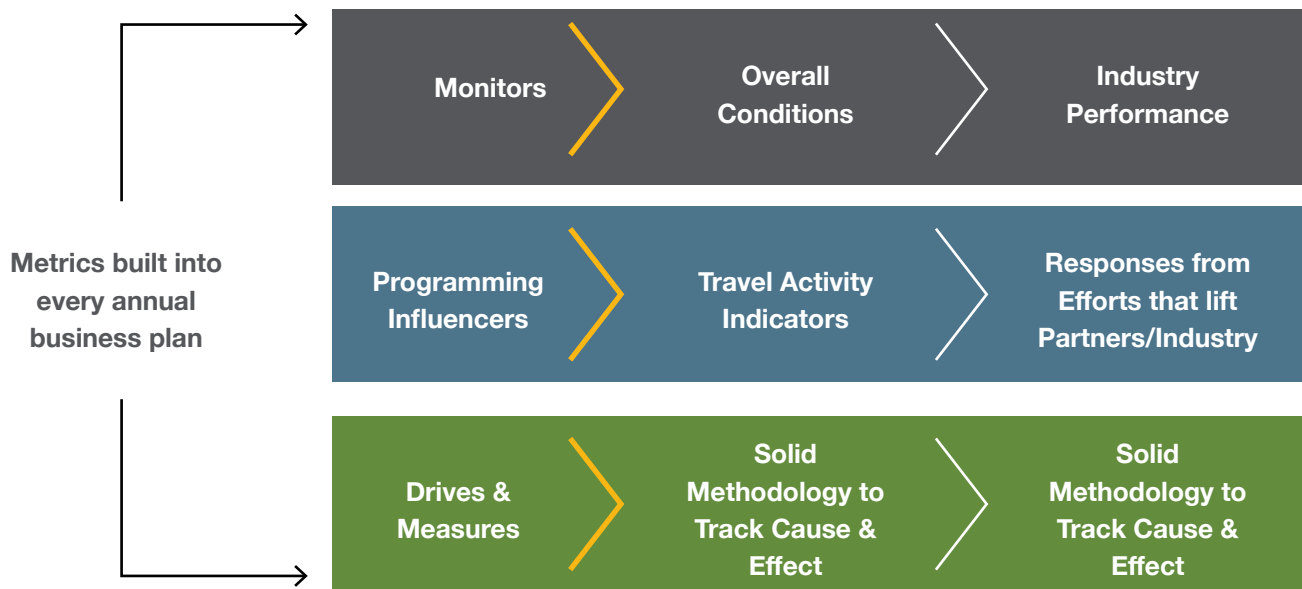 Metrics built into
every annual
business plan
Monitors
Overall
Conditions
Industry
Performance
Programming
Influencers
Travel Activity
Indicators
Responses from
Efforts that lift
Partners/Industry
Drives &
Measures
Solid
Methodology to
Track Cause &
Effect
Solid
Methodology to
Track Cause &
Effect